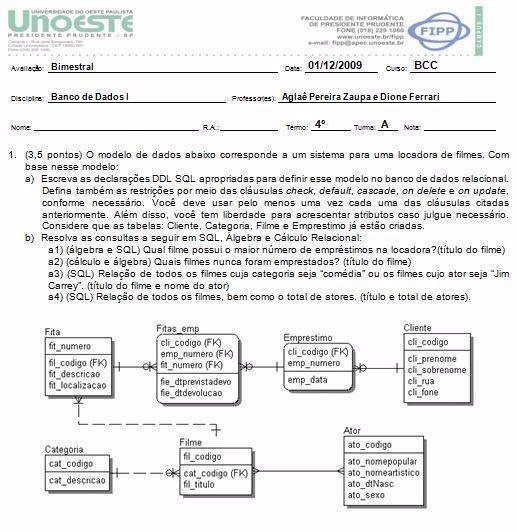 UNIVERSIDADE DO OESTE PAULISTA
UNOESTE
PRESIDENTE PRUDENTE - SP
FACULDADE DE INFORMÁTICA
DE PRESIDENTE PRUDENTE
FONE (018) 229 1060
www.unoeste.br/fipp
e-mail: fipp@apec.unoeste.br
FIPP
CAMPUS I
Avaliação: Bimestral Data: 01/12/2009 Curso: BCC
Disciplina: Banco de Dados I Professor(es): Aglaê Pereira Zaupa e Dione Ferrari
Nome: R.A.: Termo: 4º Turma: A Nota:
1. (3,5 pontos) O modelo de dados abaixo corresponde a um sistema para uma locadora de filmes. Com
base nesse modelo:
a) Escreva as declarações DDL SQL apropriadas para definir esse modelo no banco de dados relacional.
Defina também as restrições por meio das cláusulas check, default, cascade, on delete e on update,
conforme necessário. Você deve usar pelo menos uma vez cada uma das cláusulas citadas
anteriormente. Além disso, você tem liberdade para acrescentar atributos caso julgue necessário.
Considere que as tabelas: Cliente, Categoria, Filme e Emprestimo já estão criadas.
b) Resolva as consultas a seguir em SQL, Algebra e Cálculo Relacional:
a1) (álgebra e SQL) Qual filme possui o maior número de empréstimos na locadora?(título do filme)
a2) (cálculo e álgebra) Quais filmes nunca foram emprestados? (título do filme)
a3) (SQL) Relação de todos os filmes cuja categoria seja "comédia" ou os filmes cujo ator seja "Jim
Carrey". (título do filme e nome do ator)
a4) (SQL) Relação de todos os filmes, bem como o total de atores. (título e total de atores).
Fita
fit_numero
fil_codigo (FK)
fit_descricao
fit_localizacao
Fitas_emp
cli_codigo (FK)
emp_numero (FK)
fit_numero (FK)
fie_dtprevistadevo
fie_dtdevolucao
Emprestimo
cli_codigo (FK)
emp_numero
emp_data
Cliente
cli_codigo
cli_prenome
cli_sobrenome
cli_rua
cli_fone
Categoria
cat_codigo
cat_descricao
Filme
fil_codigo
cat_codigo (FK)
fil_titulo
Ator
ato_codigo
ato_nomepopular
ato_nomeartistico
ato_dtNasc
ato_sexo